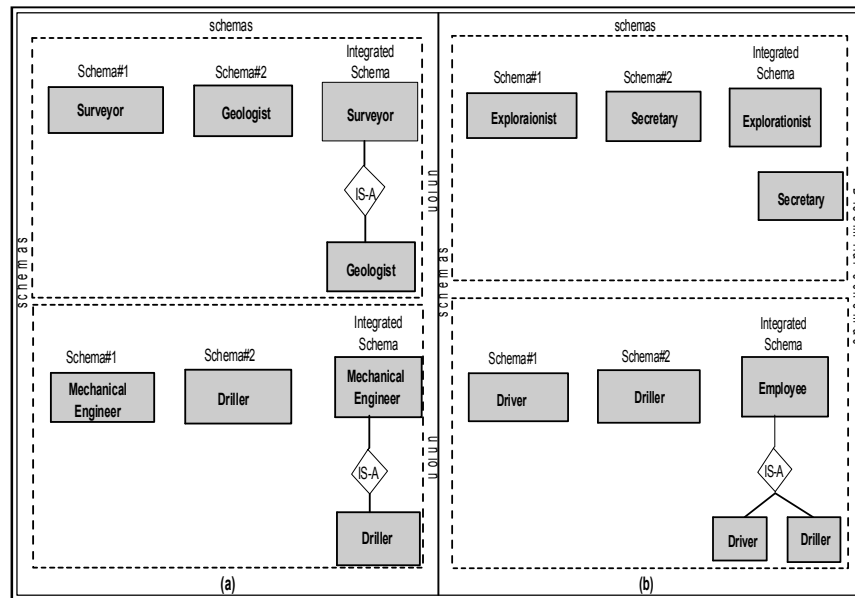 schemas
Schema#1 Schema#2 Integrated
Schema
Surveyor Geologist Surveyor
IS-A
Geologist
schemas
union
Schema#1 Schema#2 Integrated
Schema
Mechanical
Engineer
Driller
Mechanical
Engineer
IS-A
Driller
union
(a)
schemas
Schema#1 Schema#2 Integrated
Schema
Exploraionist Secretary Explorationist
Secretary
schemas
Schema#1 Schema#2 Integrated
Schema
Driver Driller Employee
IS-A
Driver Driller
(b)